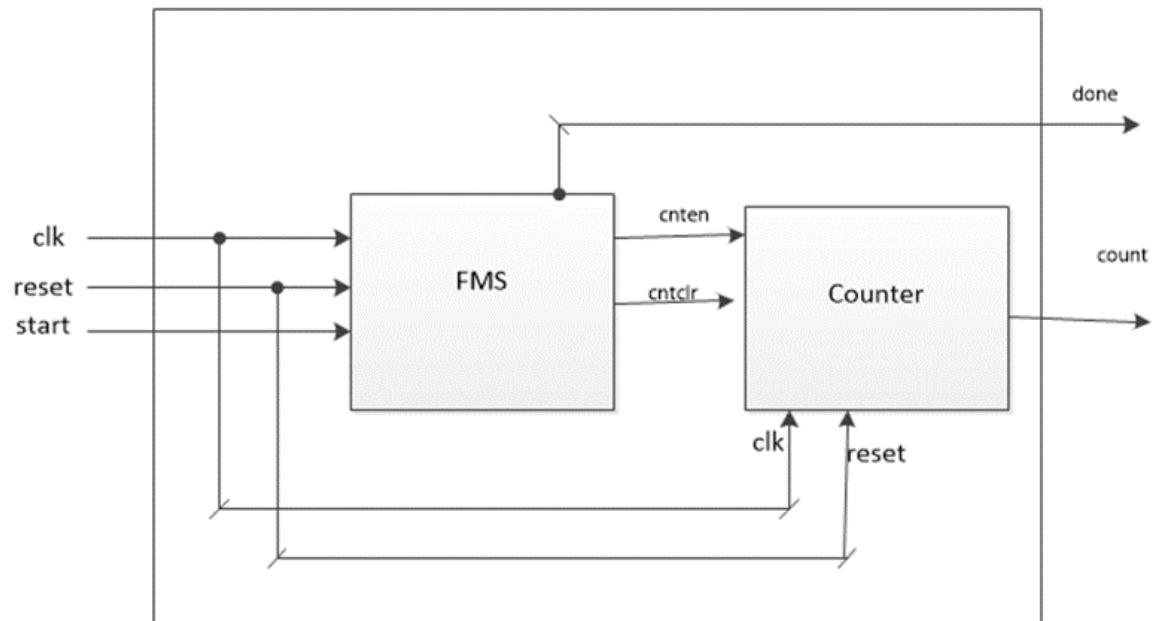 done
cnten
clk
count
reset
FMS
cntclr
Counter
start
clk
reset